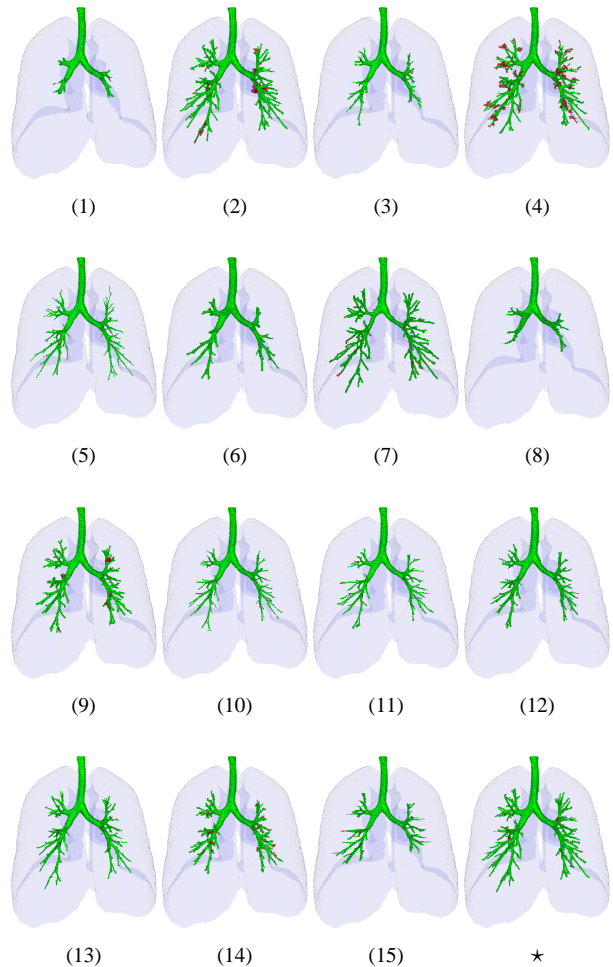 (1) (2) (3) (4)
(5) (6) (7) (8)
(9) (10) (11) (12)
(13) (14) (15) ⋆